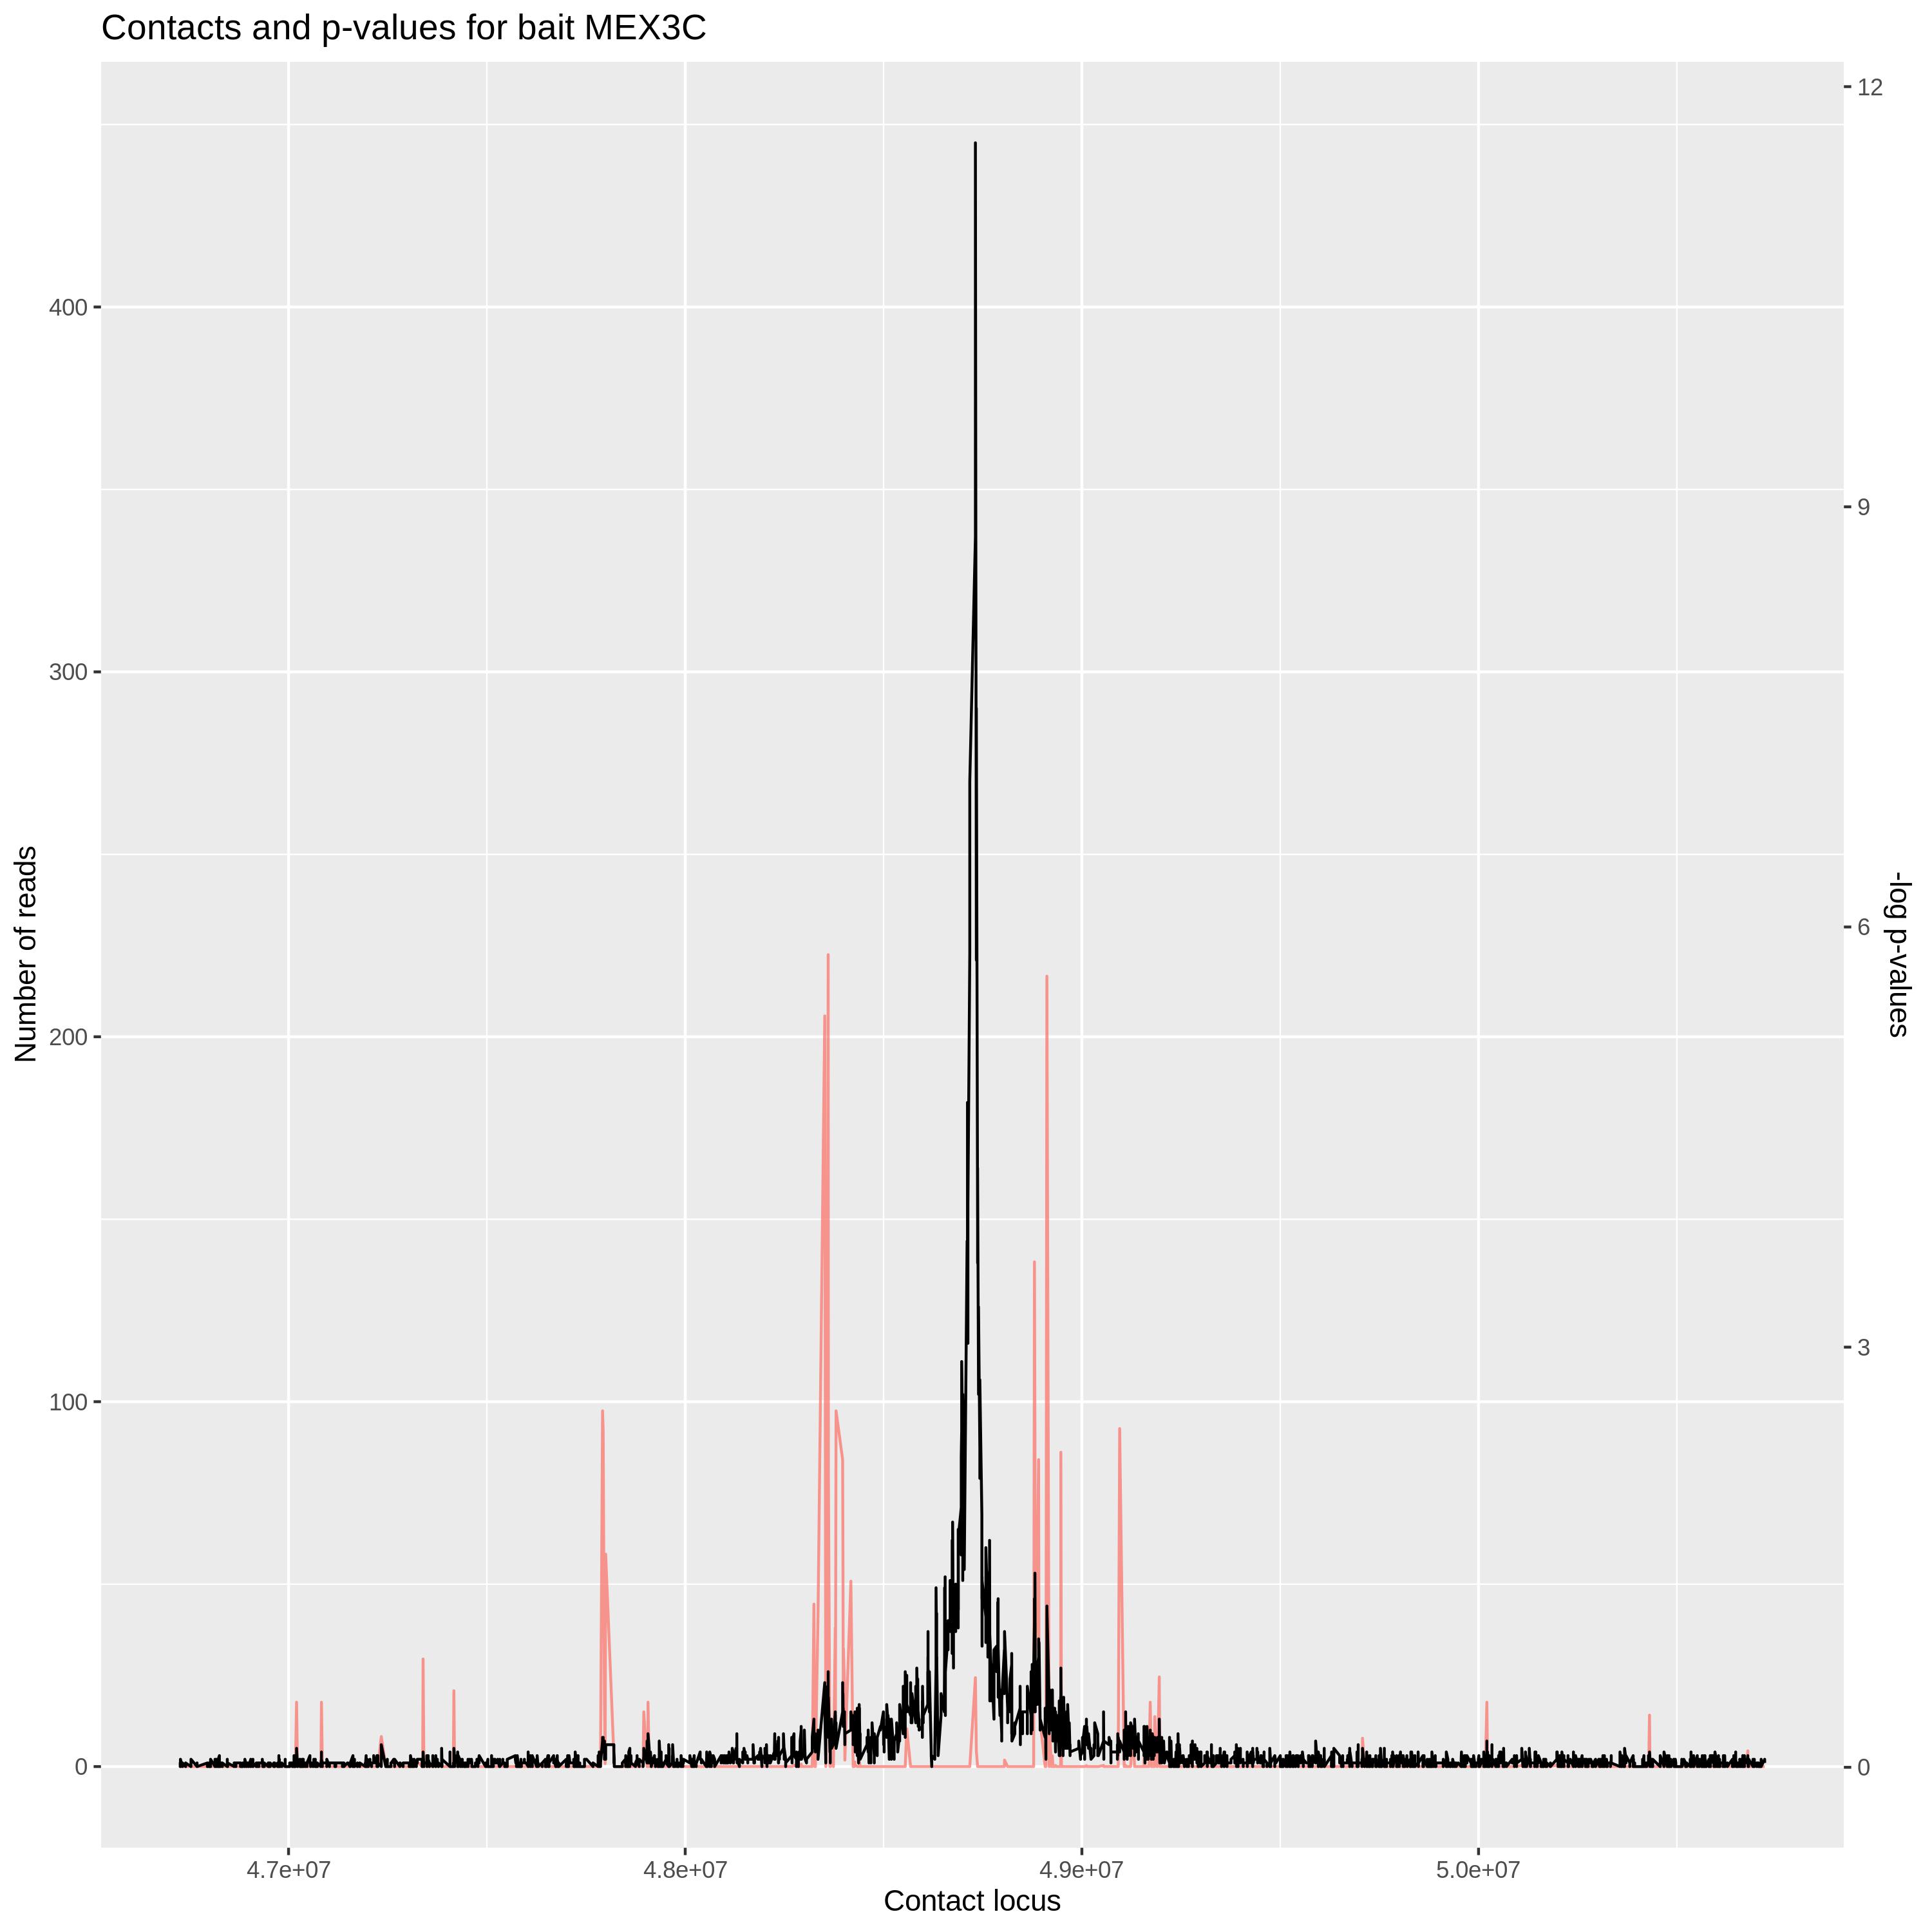 Contacts and p-values for bait MEX3C
Number of reads
400
300
200
100
0
12
9
6
3
0
-log p-values
4.7e+07
4.8e+07
4.9e+07
5.0e+07
Contact locus